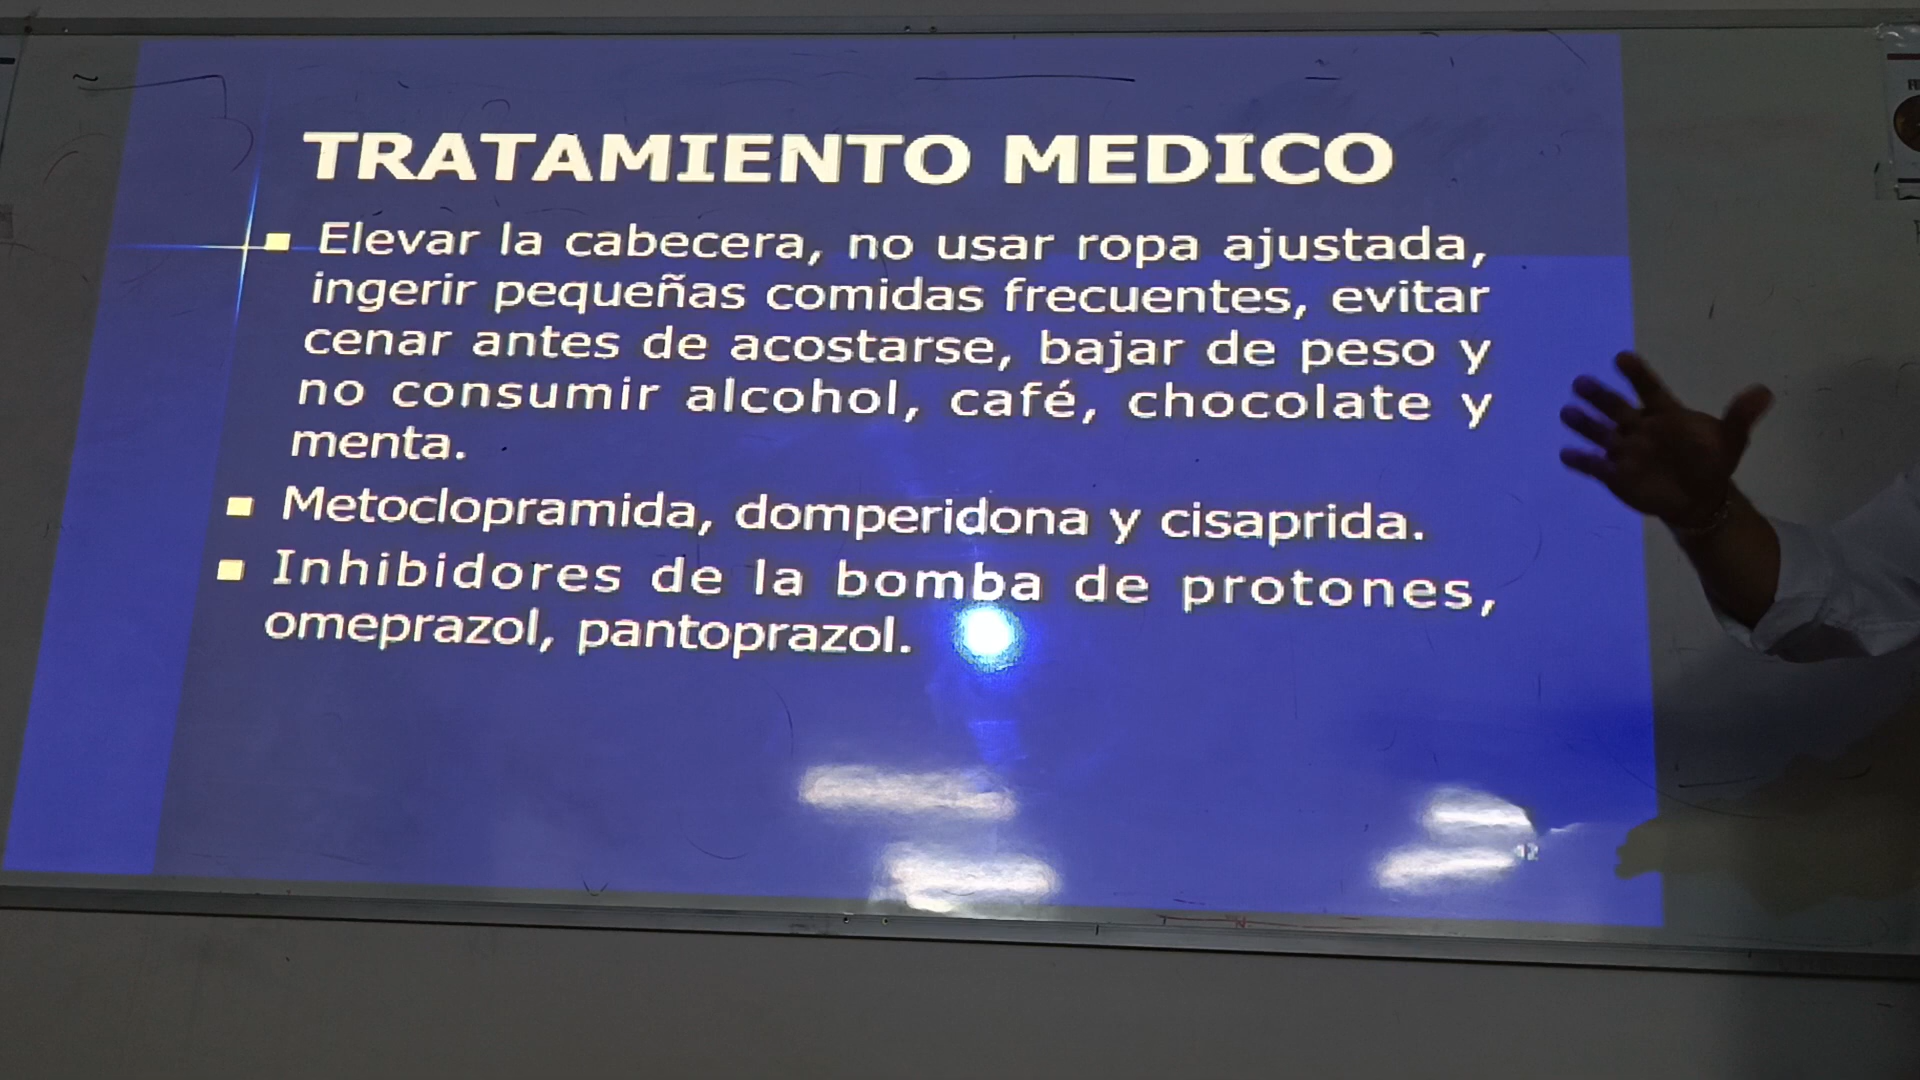 TRATAMIENTO MEDICO
Elevar la cabecera, no usar ropa ajustada,
ingerir pequeñas comidas frecuentes, evitar
cenar antes de acostarse, bajar de peso y
no consumir alcohol, café, chocolate y
menta.
Metoclopramida, domperidona y cisaprida.
Inhibidores de la bomba de protones,
omeprazol, pantoprazol.
12